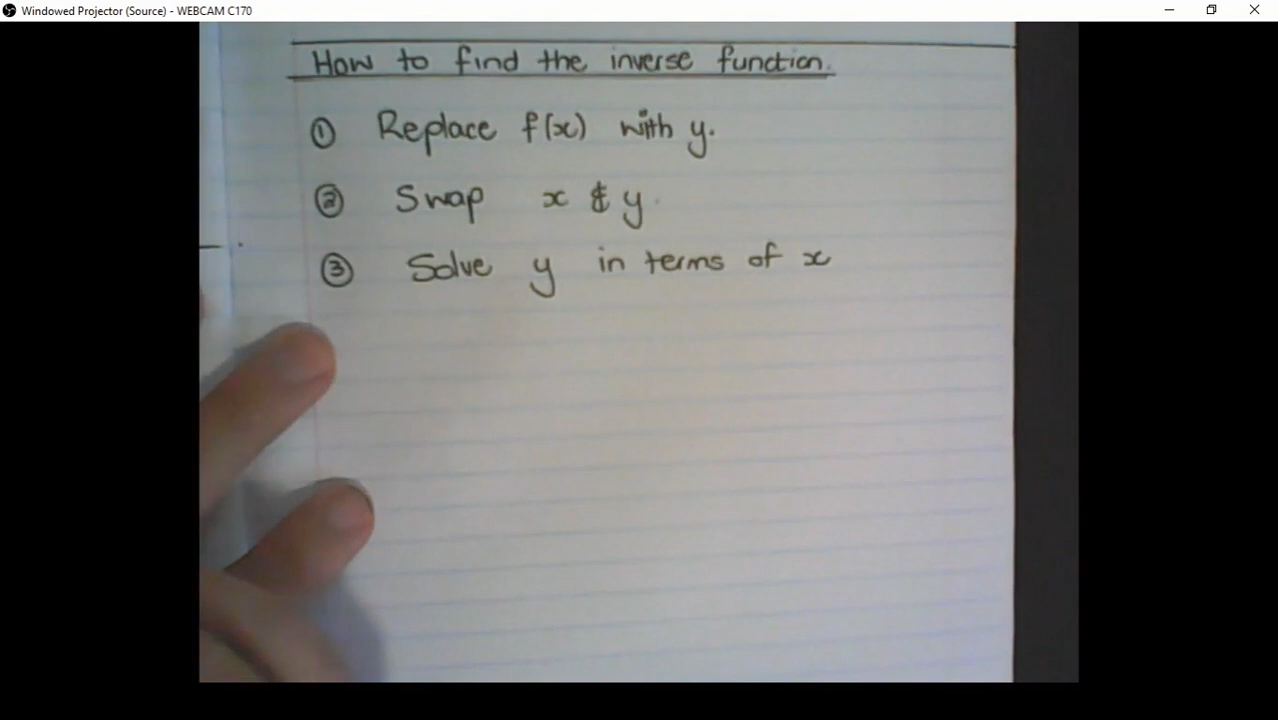 Windowed Projector (Source) - WEBCAM C170
How to find the inverse function.
① Replace f(x) with y.
② Swap x & y.
③ Solve y in terms of x